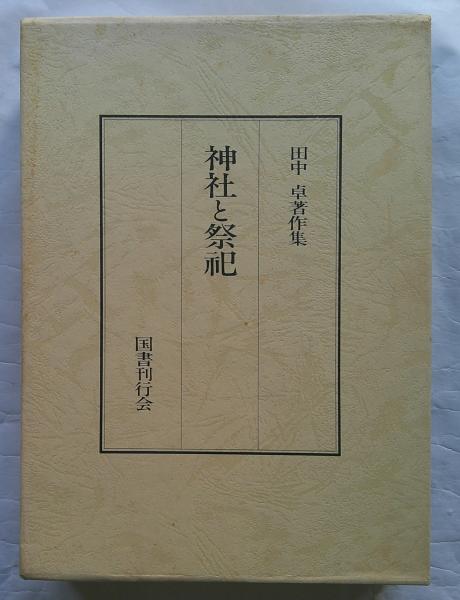 田中 卓著作集
神社と祭祀
国書刊行会